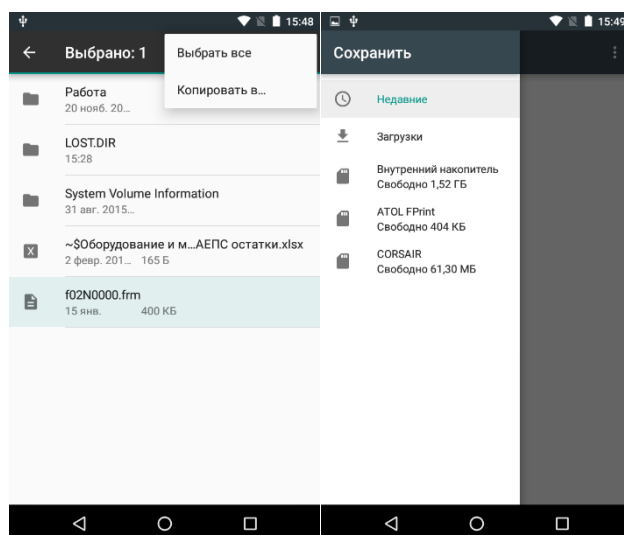 15:48
Выбрано: 1
Выбрать все
Копировать в...
Работа
20 нояб. 20...
LOST.DIR
15:28
System Volume Information
31 авг. 2015...
X
~$Оборудование и м...АЕПС остатки.xlsx
2 февр. 201... 165 Б
f02N0000.frm
15 янв. 400 КБ
15:49
Сохранить
Недавние
Загрузки
Внутренний накопитель
Свободно 1,52 ГБ
ATOL FPrint
Свободно 404 КБ
CORSAIR
Свободно 61,30 МБ